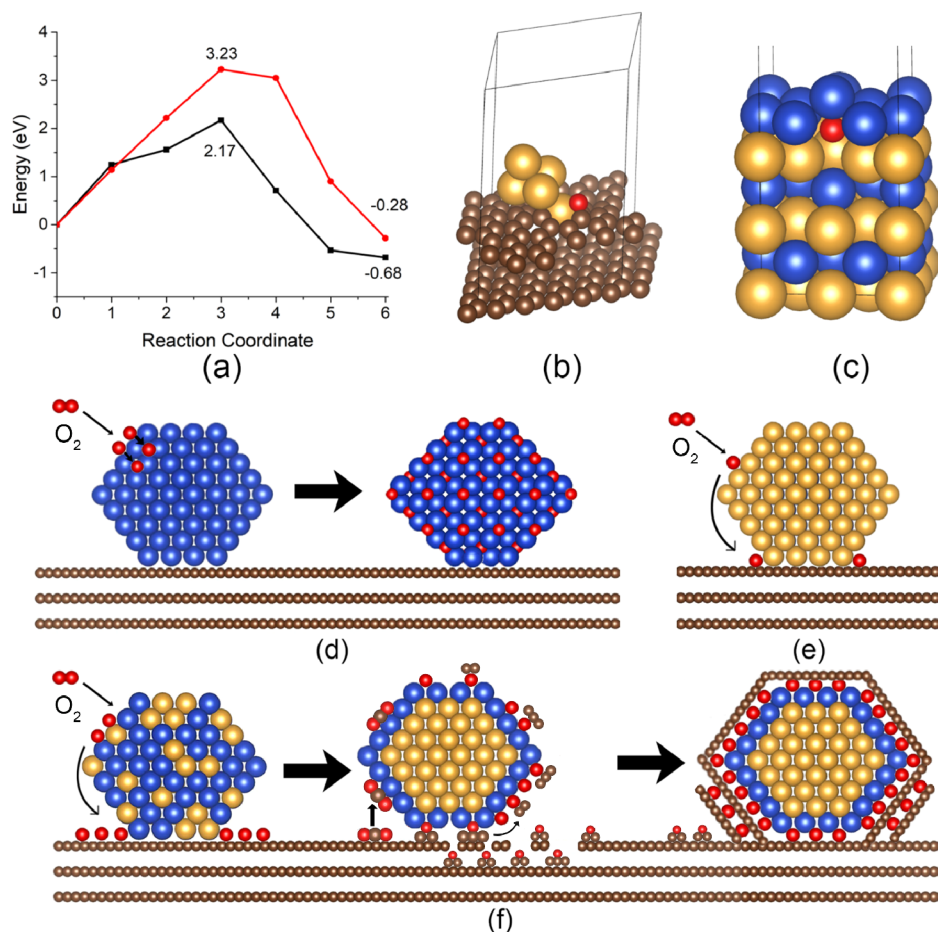 4
3
2
1
0
-1
Energy (eV)
3.23
2.17
-0.28
-0.68
0 1 2 3 4 5 6
Reaction Coordinate
(a)
(b)
(c)
O₂
(d)
O₂
(e)
O₂
(f)